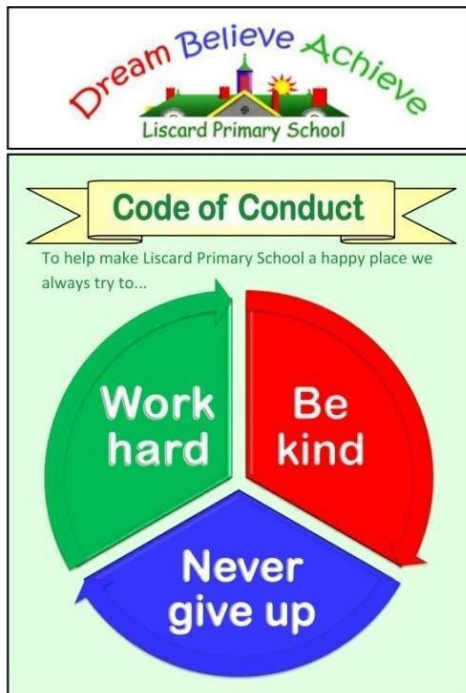 Dream Believe Achieve
Liscard Primary School
Code of Conduct
To help make Liscard Primary School a happy place we
always try to...
Work
hard
Be
kind
Never
give up